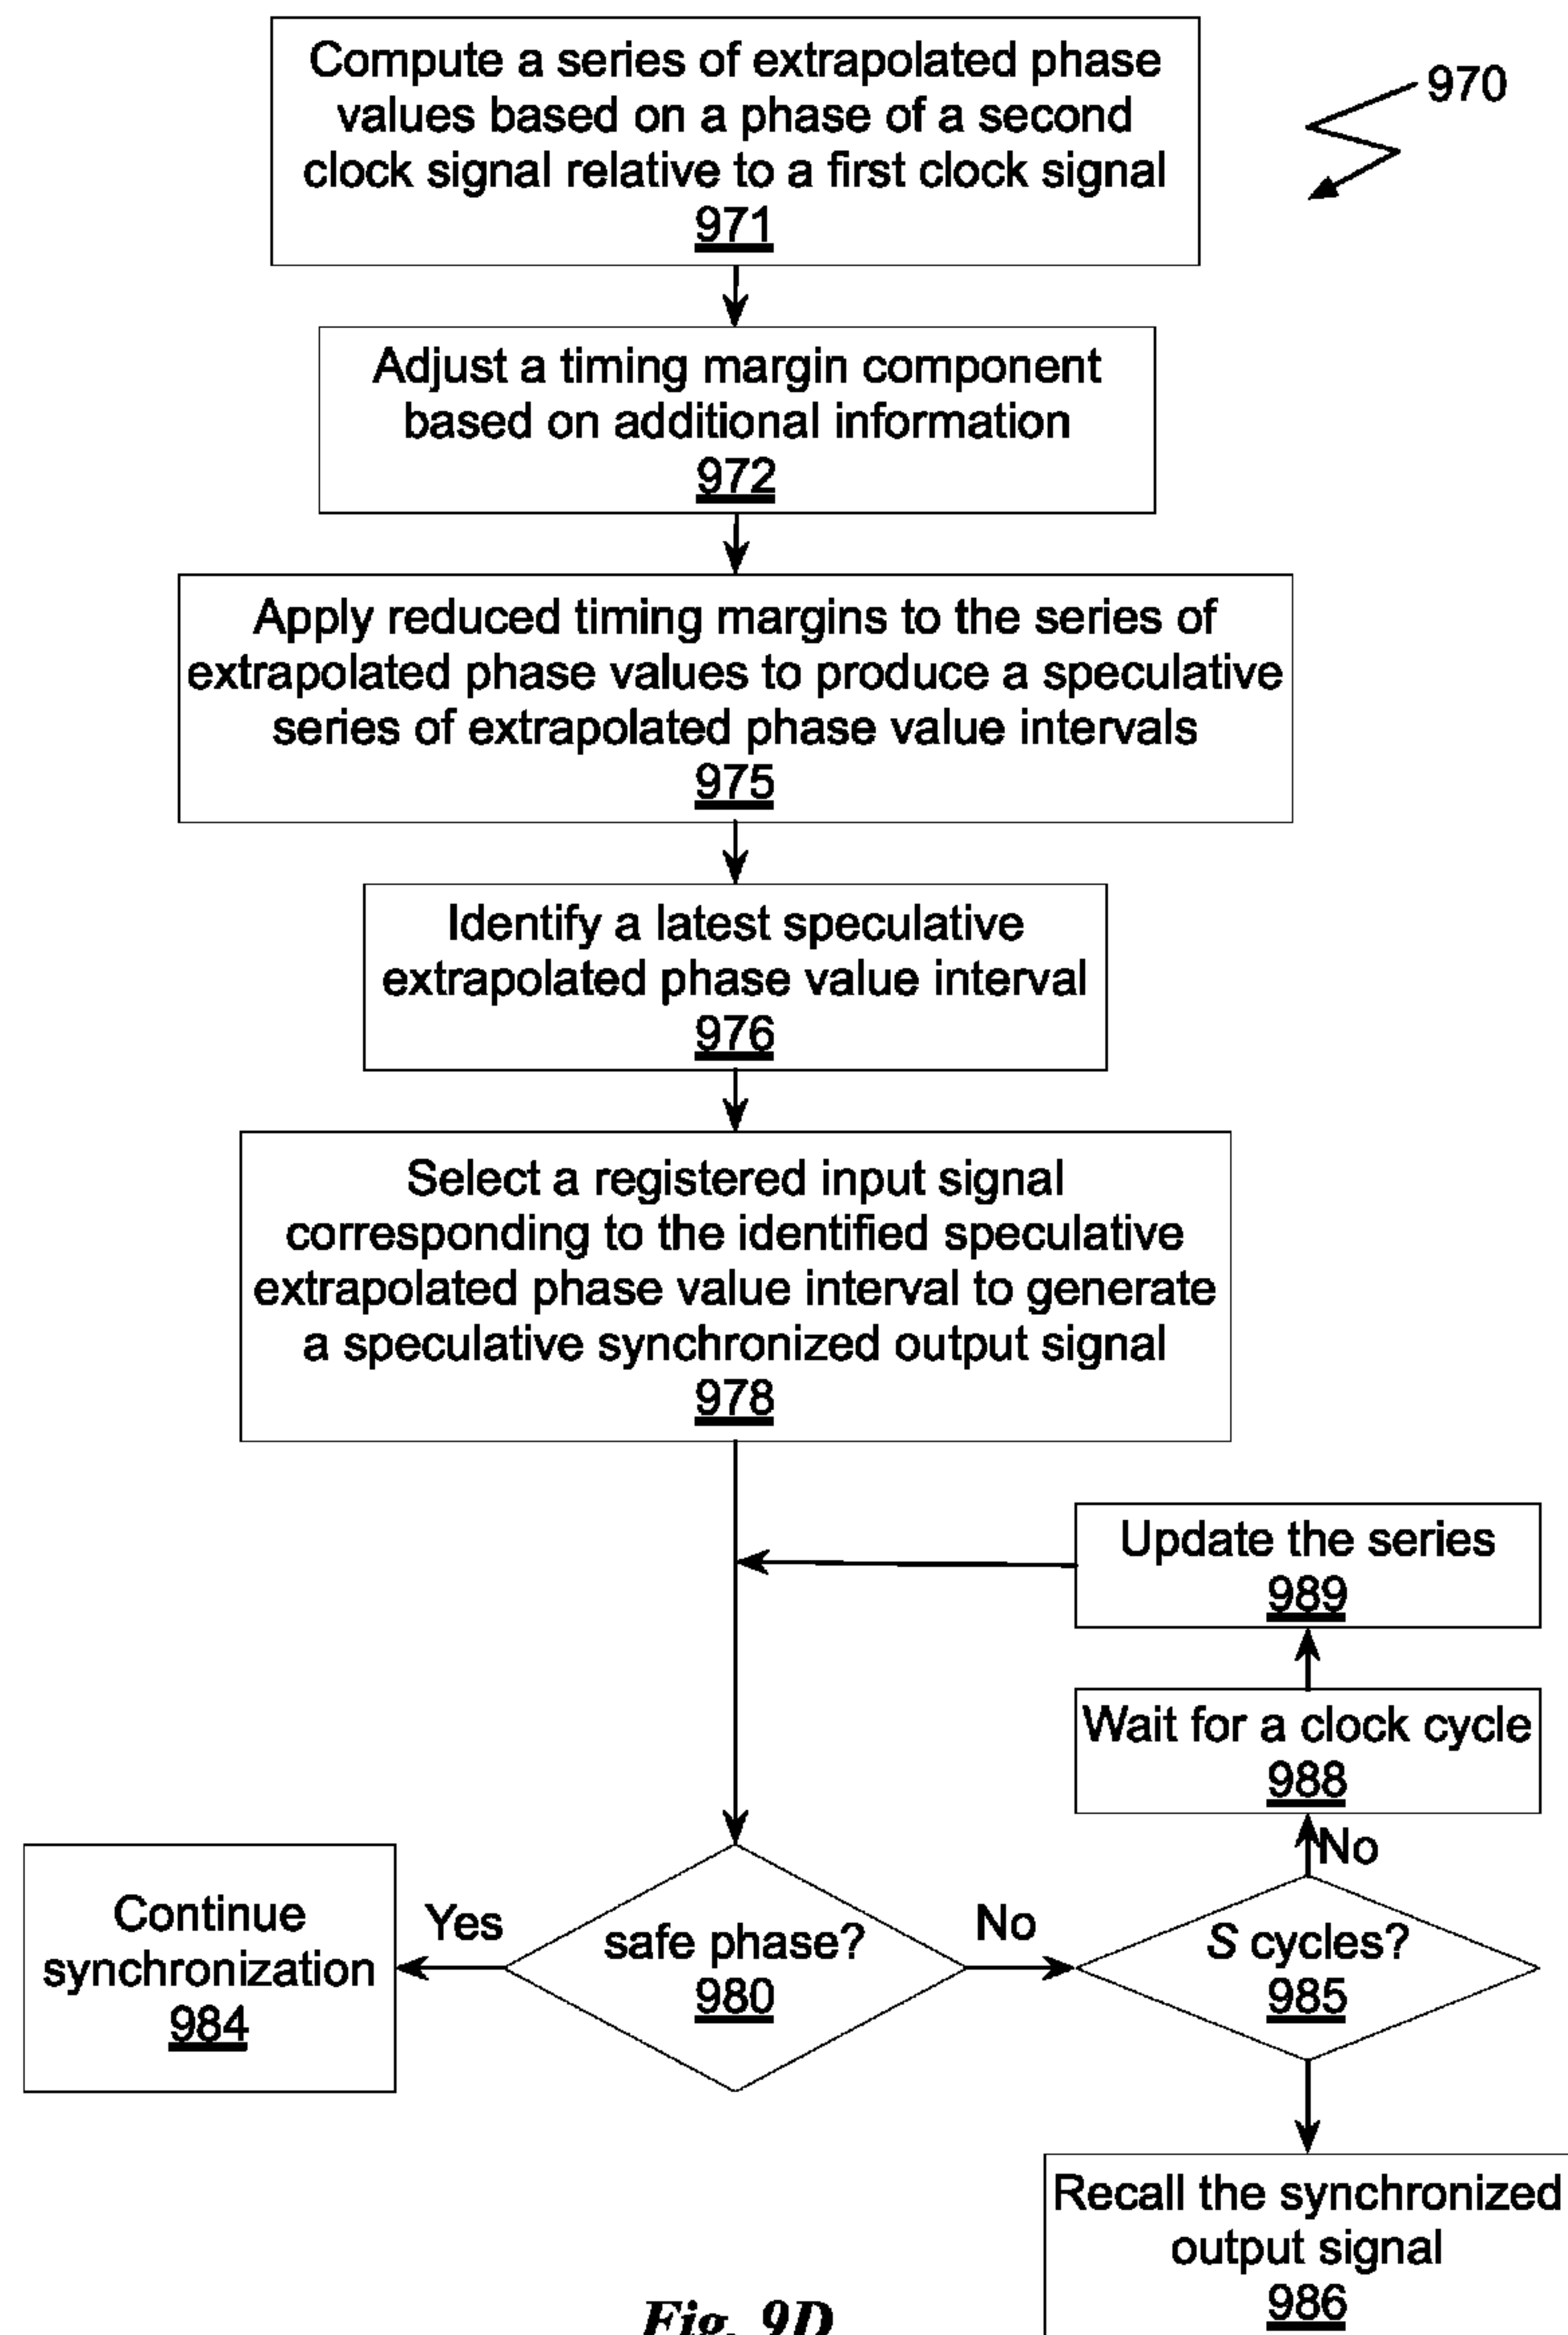 Compute a series of extrapolated phase
values based on a phase of a second
clock signal relative to a first clock signal
971
970
Adjust a timing margin component
based on additional information
972
Apply reduced timing margins to the series of
extrapolated phase values to produce a speculative
series of extrapolated phase value intervals
975
Identify a latest speculative
extrapolated phase value interval
976
Select a registered input signal
corresponding to the identified speculative
extrapolated phase value interval to generate
a speculative synchronized output signal
978
Update the series
989
Wait for a clock cycle
988
No
Continue
synchronization
984
Yes
safe phase?
980
No
S cycles?
985
Recall the synchronized
output signal
986
Fig. 9D